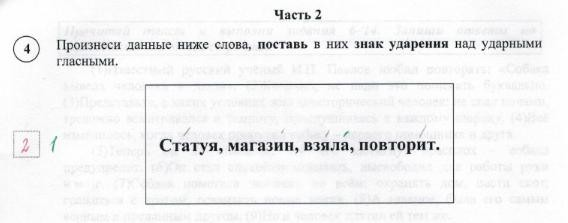 Часть 2
4 Произнеси данные ниже слова, поставь в них знак ударения над ударными
гласными.
2 1
Статуя, магазин, взяла, повторит.